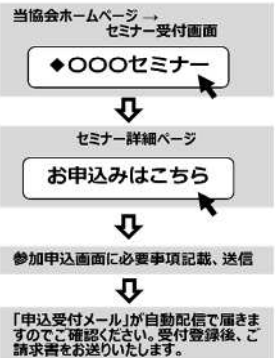 当協会ホームページ →
セミナー受付画面
◆〇〇〇セミナー
セミナー詳細ページ
お申込みはこちら
参加申込画面に必要事項記載、送信
「申込受付メール」が自動配信で届きま
すのでご確認ください。受付登録後、ご
請求書をお送りいたします。